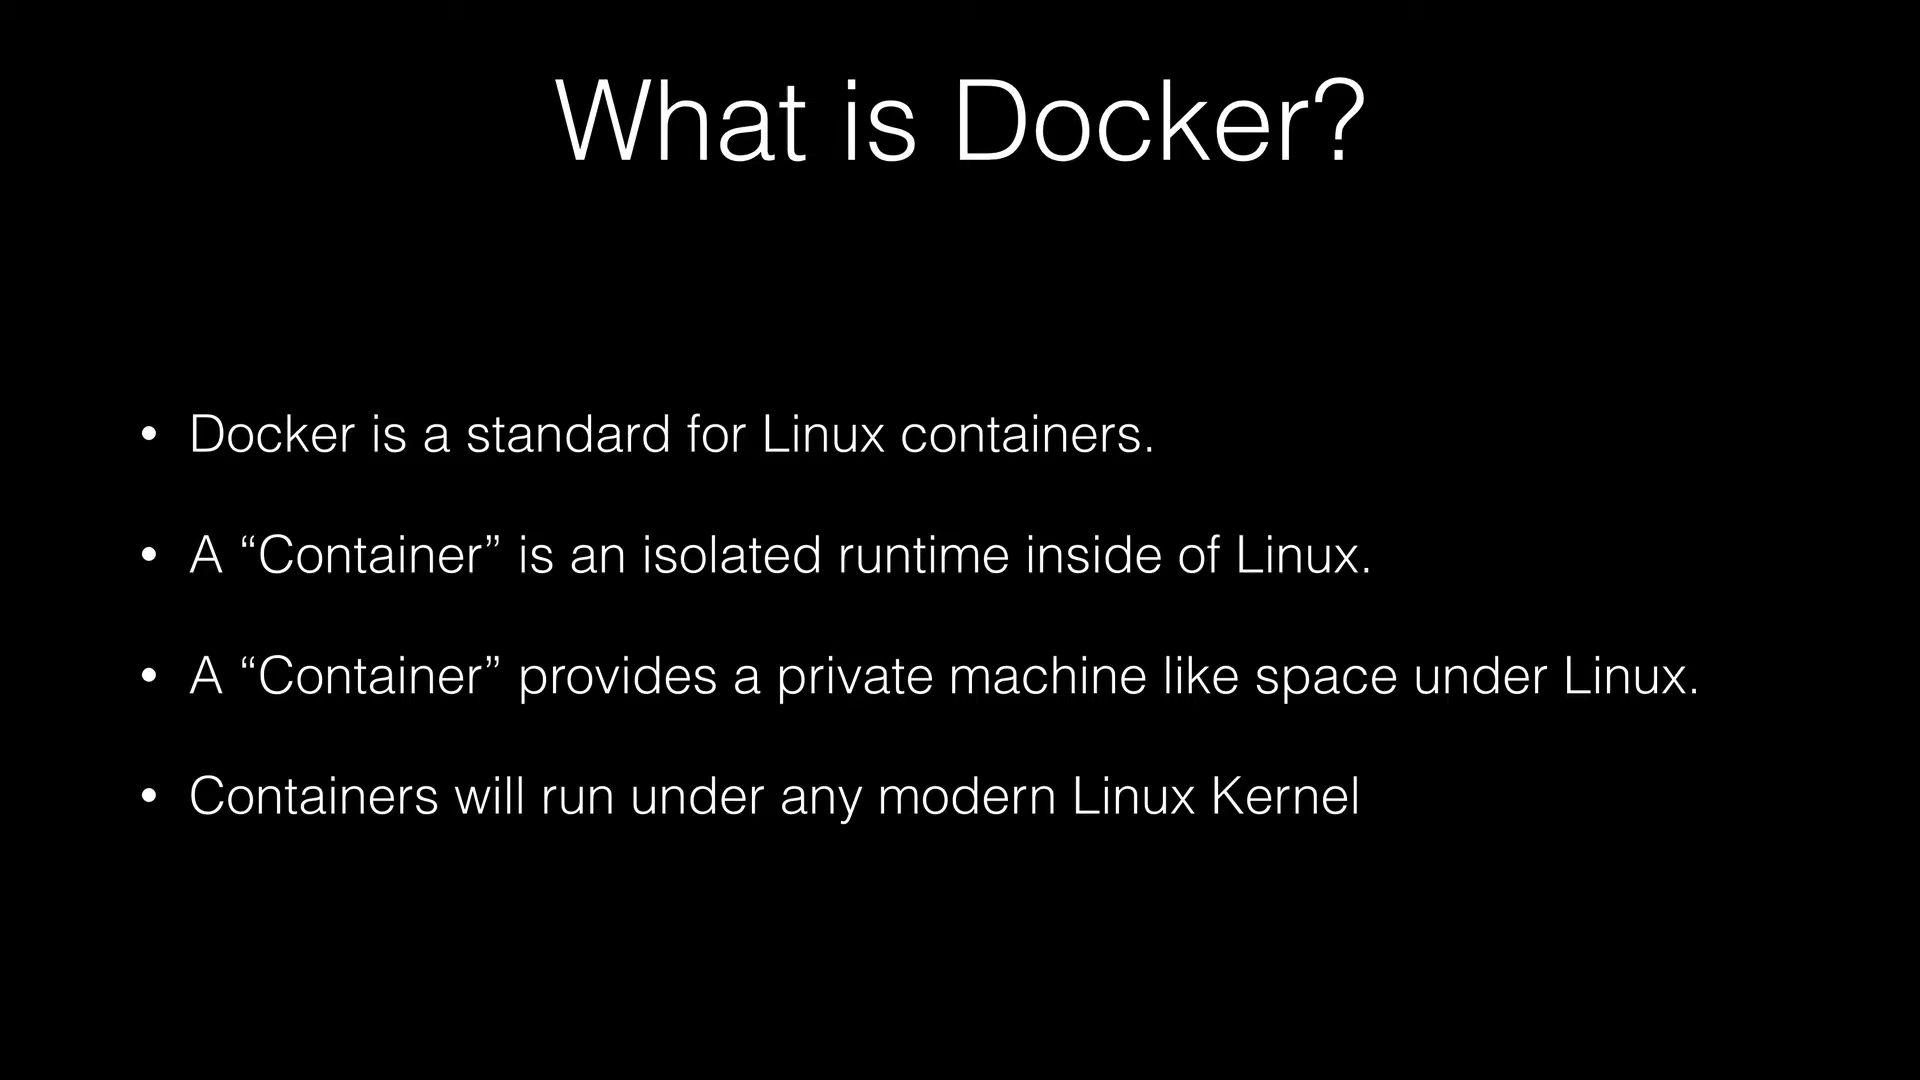 What is Docker?
• Docker is a standard for Linux containers.
• A “Container” is an isolated runtime inside of Linux.
• A “Container” provides a private machine like space under Linux.
• Containers will run under any modern Linux Kernel